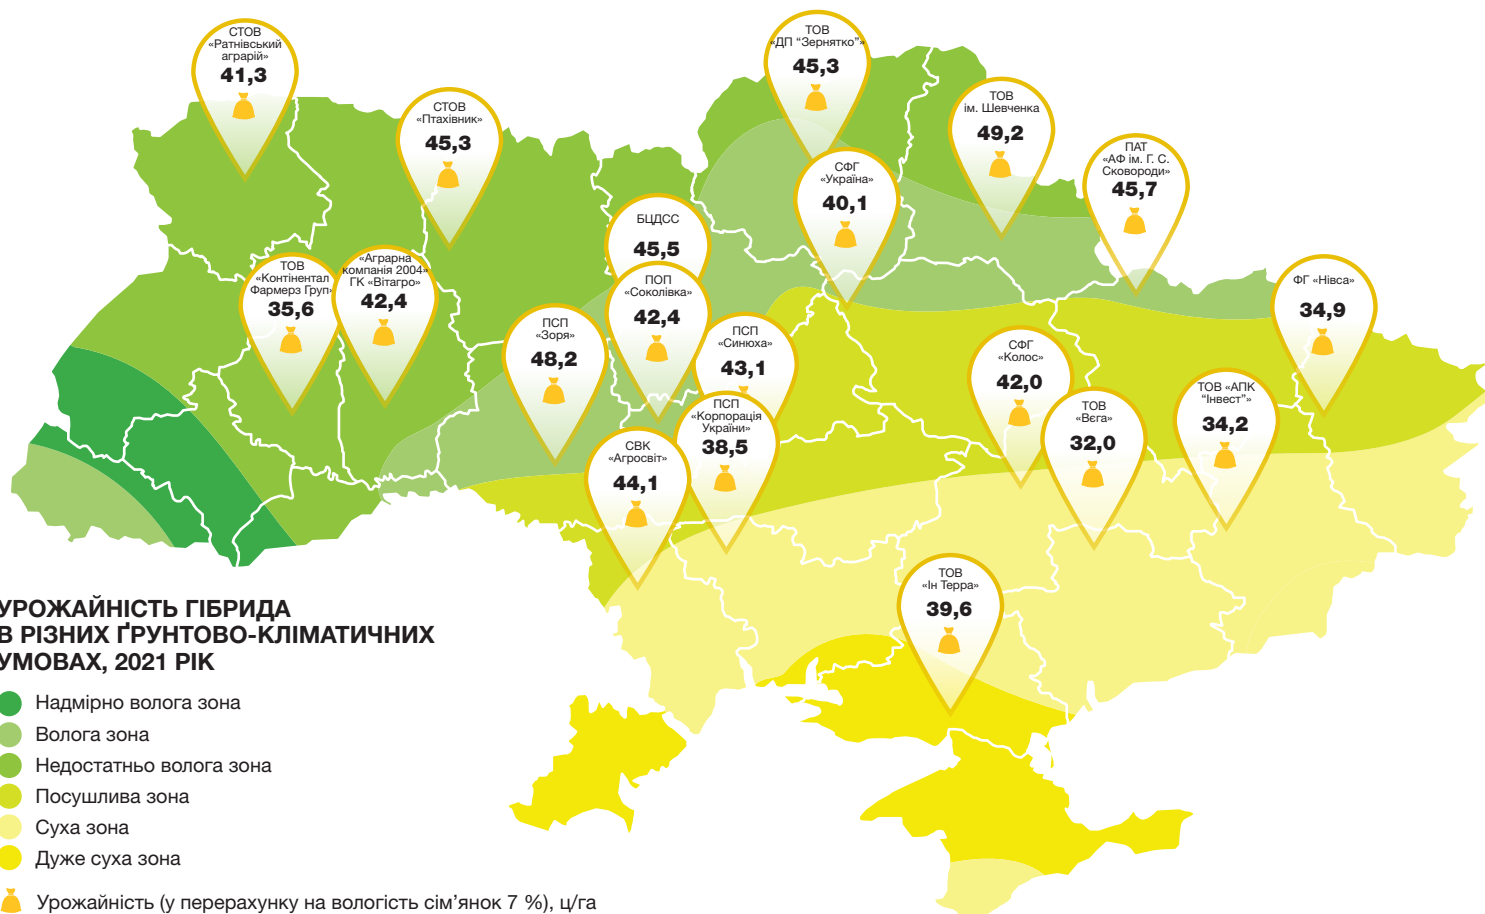 СТОВ
«Ратнівський
аграрій»
41,3
СТОВ
«Птахівник»
45,3
ТОВ
«ДП “Зернятко”»
45,3
ТОВ
ім. Шевченка
49,2
ПАТ
«АФ ім. Г. С.
Сковороди»
45,7
СФГ
«Україна»
40,1
БЦДСС
45,5
ТОВ
«Контінентал
Фармерз Груп»
35,6
«Аграрна
компанія 2004»
ГК «Вітагро»
42,4
ПОП
«Соколівка»
42,4
ФГ «Нівса»
34,9
ПСП
«Зоря»
48,2
ПСП
«Синюха»
43,1
СФГ
«Колос»
42,0
ТОВ «АПК
“Інвест”»
34,2
ПСП
«Корпорація
України»
38,5
ТОВ
«Вєга»
32,0
СВК
«Агросвіт»
44,1
ТОВ
«Ін Терра»
39,6
УРОЖАЙНІСТЬ ГІБРИДА
В РІЗНИХ ҐРУНТОВО-КЛІМАТИЧНИХ
УМОВАХ, 2021 РІК
Надмірно волога зона
Волога зона
Недостатньо волога зона
Посушлива зона
Суха зона
Дуже суха зона
Урожайність (у перерахунку на вологість сім’янок 7 %), ц/га